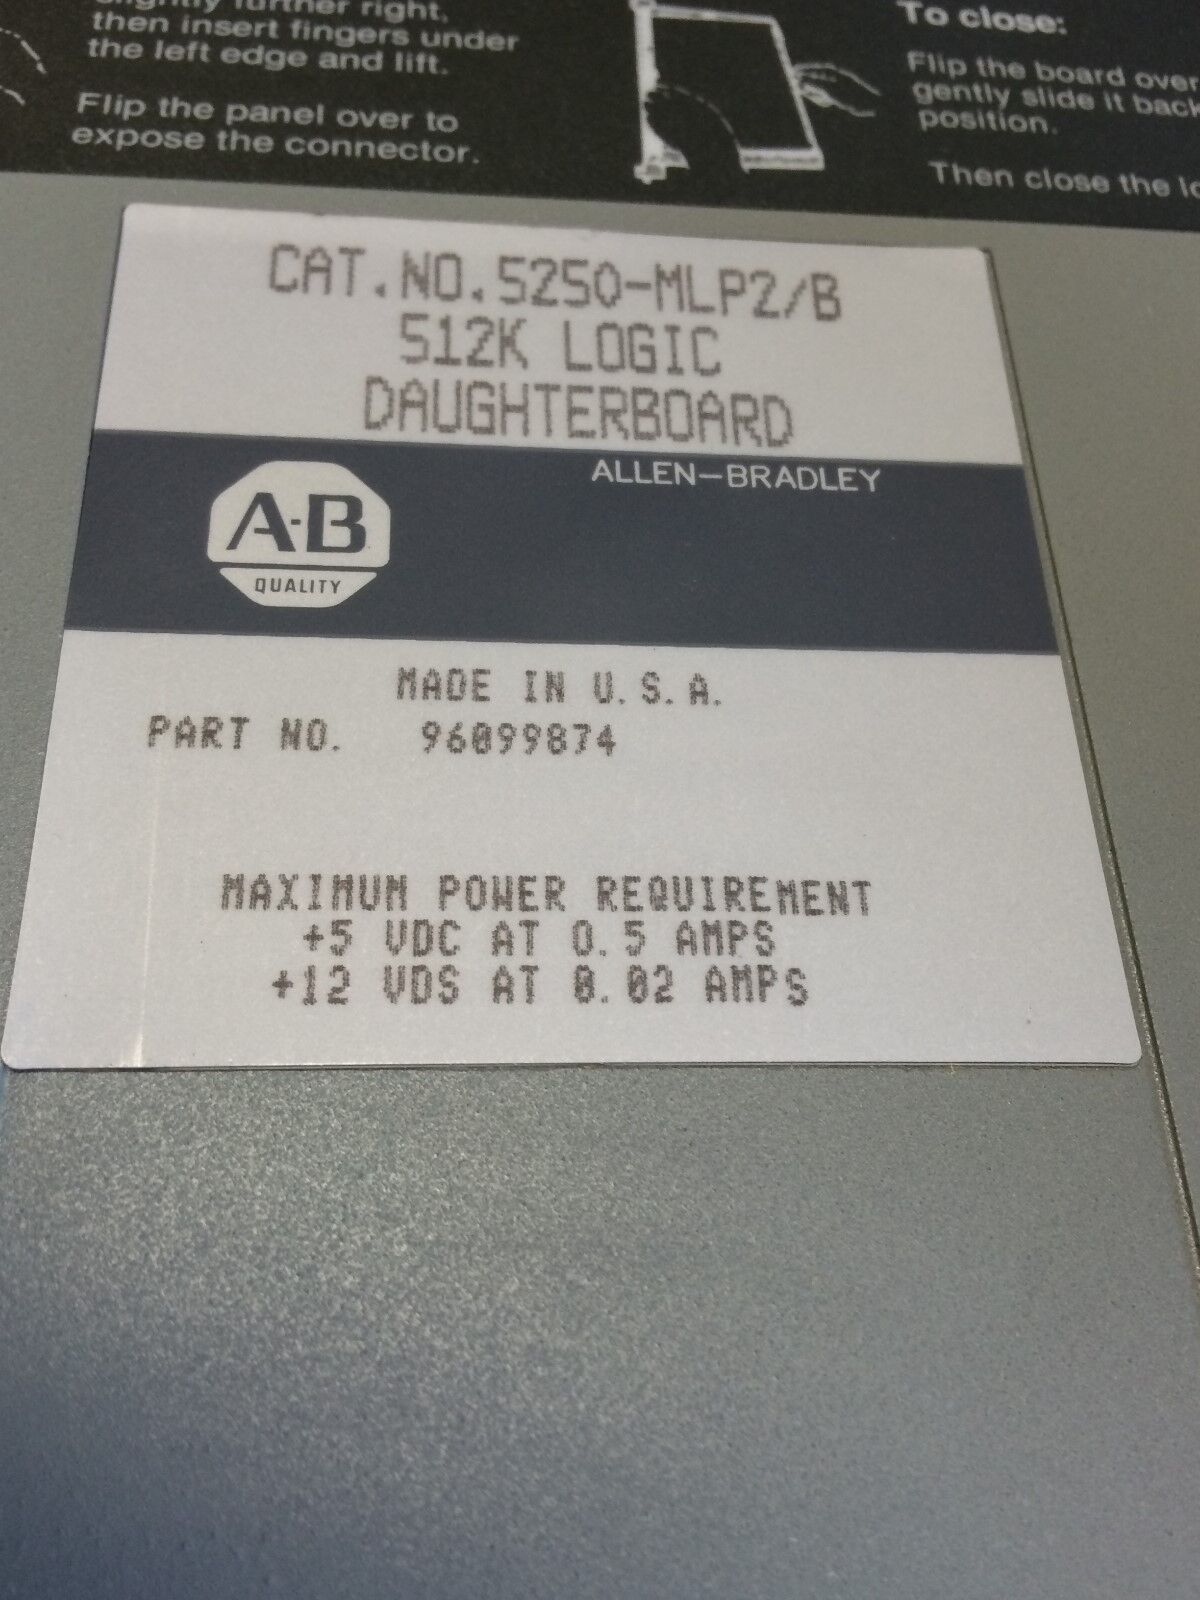 slightly further right,
then insert fingers under
the left edge and lift.
Flip the panel over to
expose the connector.
To close:
Flip the board over
gently slide it back
position.
Then close the
CAT.NO.5250-MLP2/B
512K LOGIC
DAUGHTERBOARD
ALLEN-BRADLEY
A-B
QUALITY
MADE IN U.S.A.
PART NO. 96099874
MAXIMUM POWER REQUIREMENT
+5 VDC AT 0.5 AMPS
+12 VDS AT 0.02 AMPS